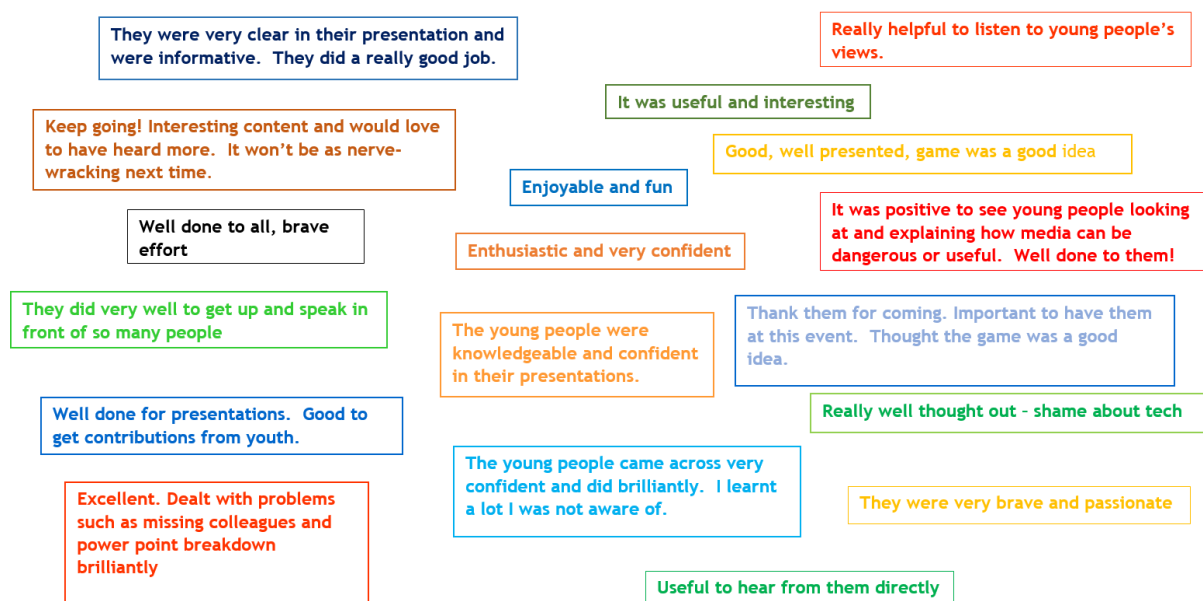 They were very clear in their presentation and
were informative.  They did a really good job.
Really helpful to listen to young people’s
views.
It was useful and interesting
Keep going! Interesting content and would love
to have heard more.  It won’t be as nerve-
wracking next time.
Good, well presented, game was a good idea
Enjoyable and fun
Well done to all, brave
effort
Enthusiastic and very confident
It was positive to see young people looking
at and explaining how media can be
dangerous or useful.  Well done to them!
They did very well to get up and speak in
front of so many people
The young people were
knowledgeable and confident
in their presentations.
Thank them for coming. Important to have them
at this event.  Thought the game was a good
idea.
Well done for presentations.  Good to
get contributions from youth.
Really well thought out – shame about tech
The young people came across very
confident and did brilliantly.  I learnt
a lot I was not aware of.
Excellent. Dealt with problems
such as missing colleagues and
power point breakdown
brilliantly
They were very brave and passionate
Useful to hear from them directly